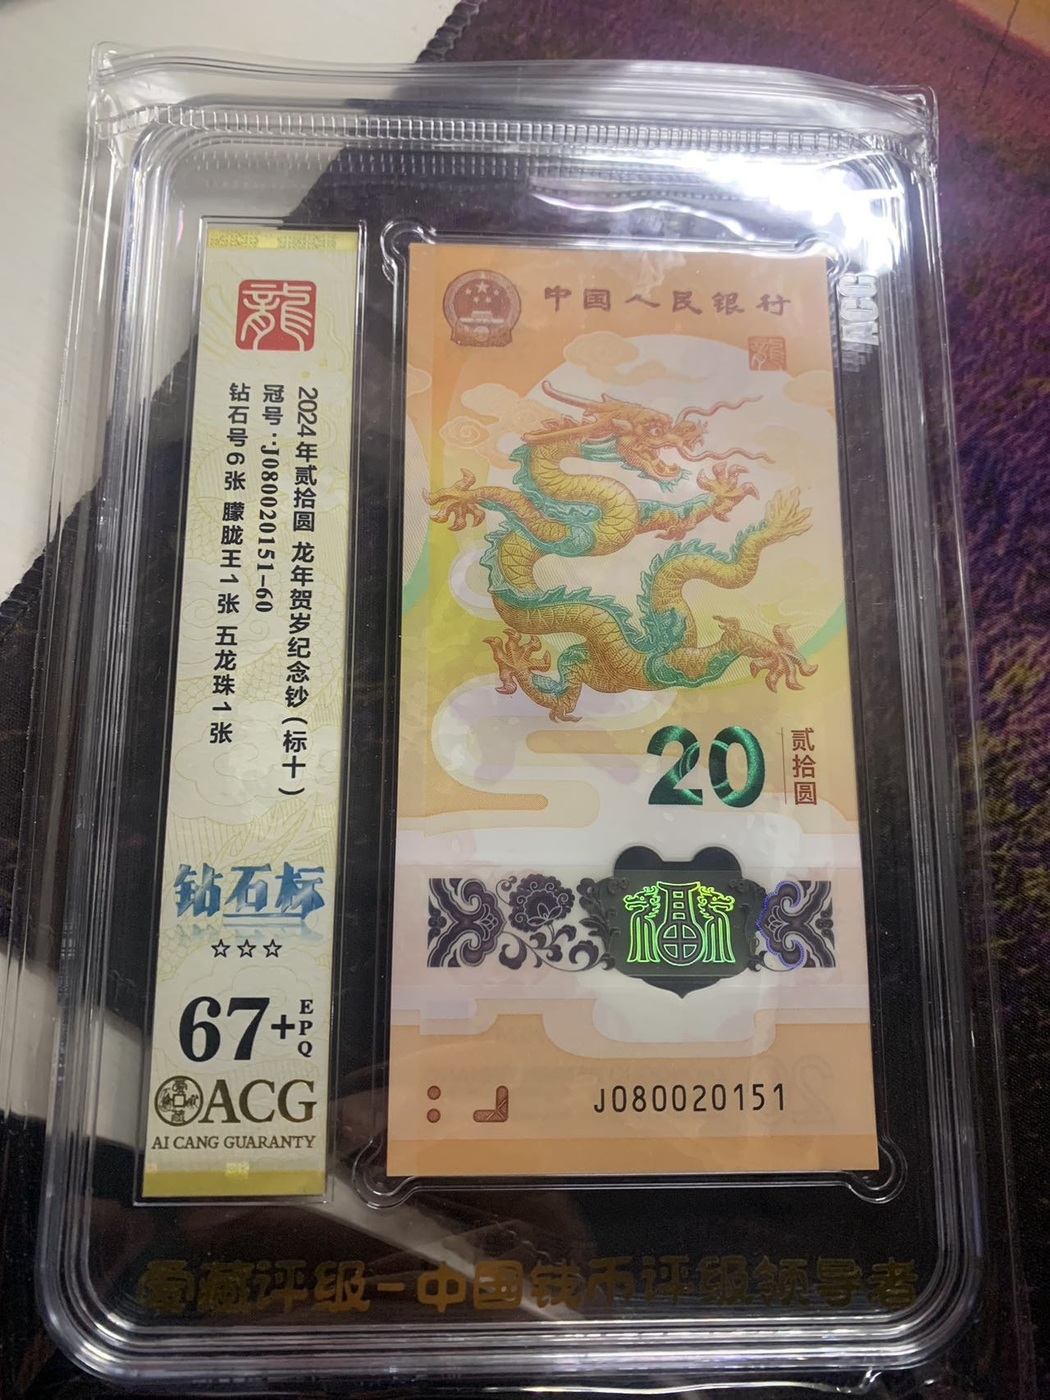 龍
2024年贰拾圆 龙年贺岁纪念钞(标十)
冠号:J080020151-60
钻石号6张 朦胧王1张 五龙珠1张
钻石标
☆☆☆
67+EPQ
ACG
AI CANG GUARANTY
中国人民银行
龍
20
贰拾圆
J080020151
ACG
爱藏评级-中国钱币评级领导者